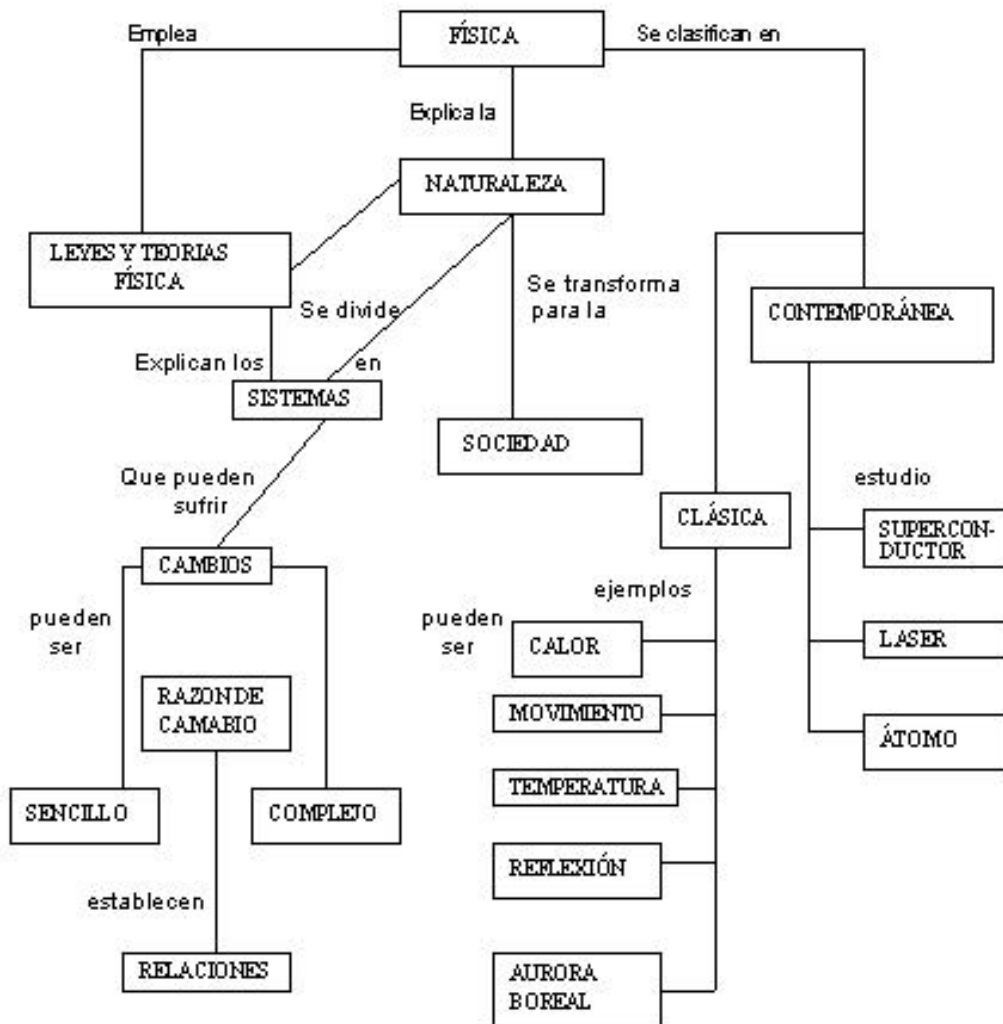 Emplea
FÍSICA
Se clasifican en
Explica la
NATURALEZA
LEYES Y TEORIAS
FÍSICA
Se divide
en
Se transforma
para la
CONTEMPORÁNEA
Explican los
SISTEMAS
SOCIEDAD
Que pueden
sufrir
estudio
CLÁSICA
SUPERCON-
DUCTOR
CAMBIOS
pueden
ser
ejemplos
pueden
ser
CALOR
LASER
RAZON DE
CAMABIO
MOVIMIENTO
ÁTOMO
SENCILLO
COMPLEJO
TEMPERATURA
REFLEXIÓN
establecen
RELACIONES
AURORA
BOREAL